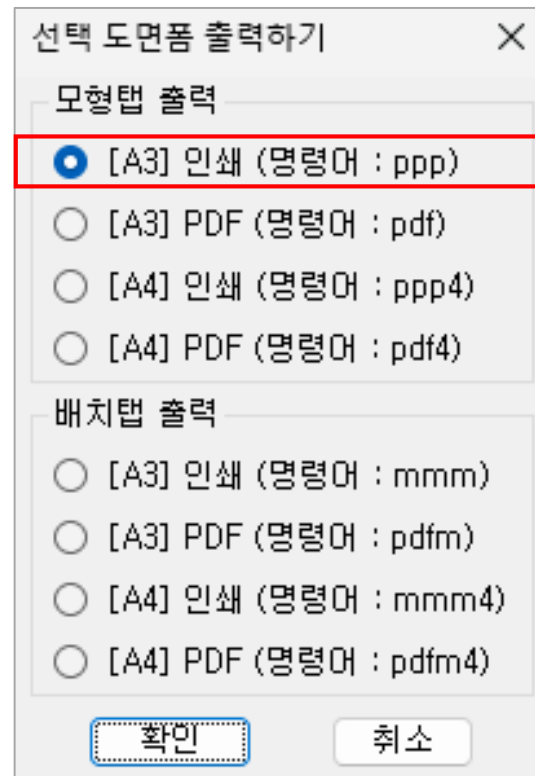 선택 도면폼 출력하기
모형탭 출력
[A3] 인쇄 (명령어 : ppp)
[A3] PDF (명령어 : pdf)
[A4] 인쇄 (명령어 : ppp4)
[A4] PDF (명령어 : pdf4)
배치탭 출력
[A3] 인쇄 (명령어 : mmm)
[A3] PDF (명령어 : pdfm)
[A4] 인쇄 (명령어 : mmm4)
[A4] PDF (명령어 : pdfm4)
확인 취소